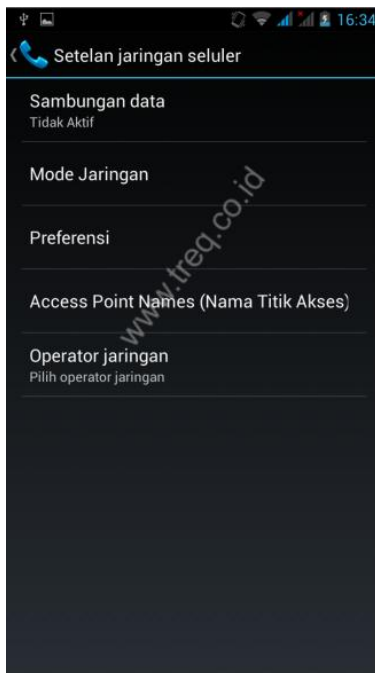 16:34
Setelan jaringan seluler
Sambungan data
Tidak Aktif
Mode Jaringan
Preferensi
Access Point Names (Nama Titik Akses)
Operator jaringan
Pilih operator jaringan
www.treq.co.id